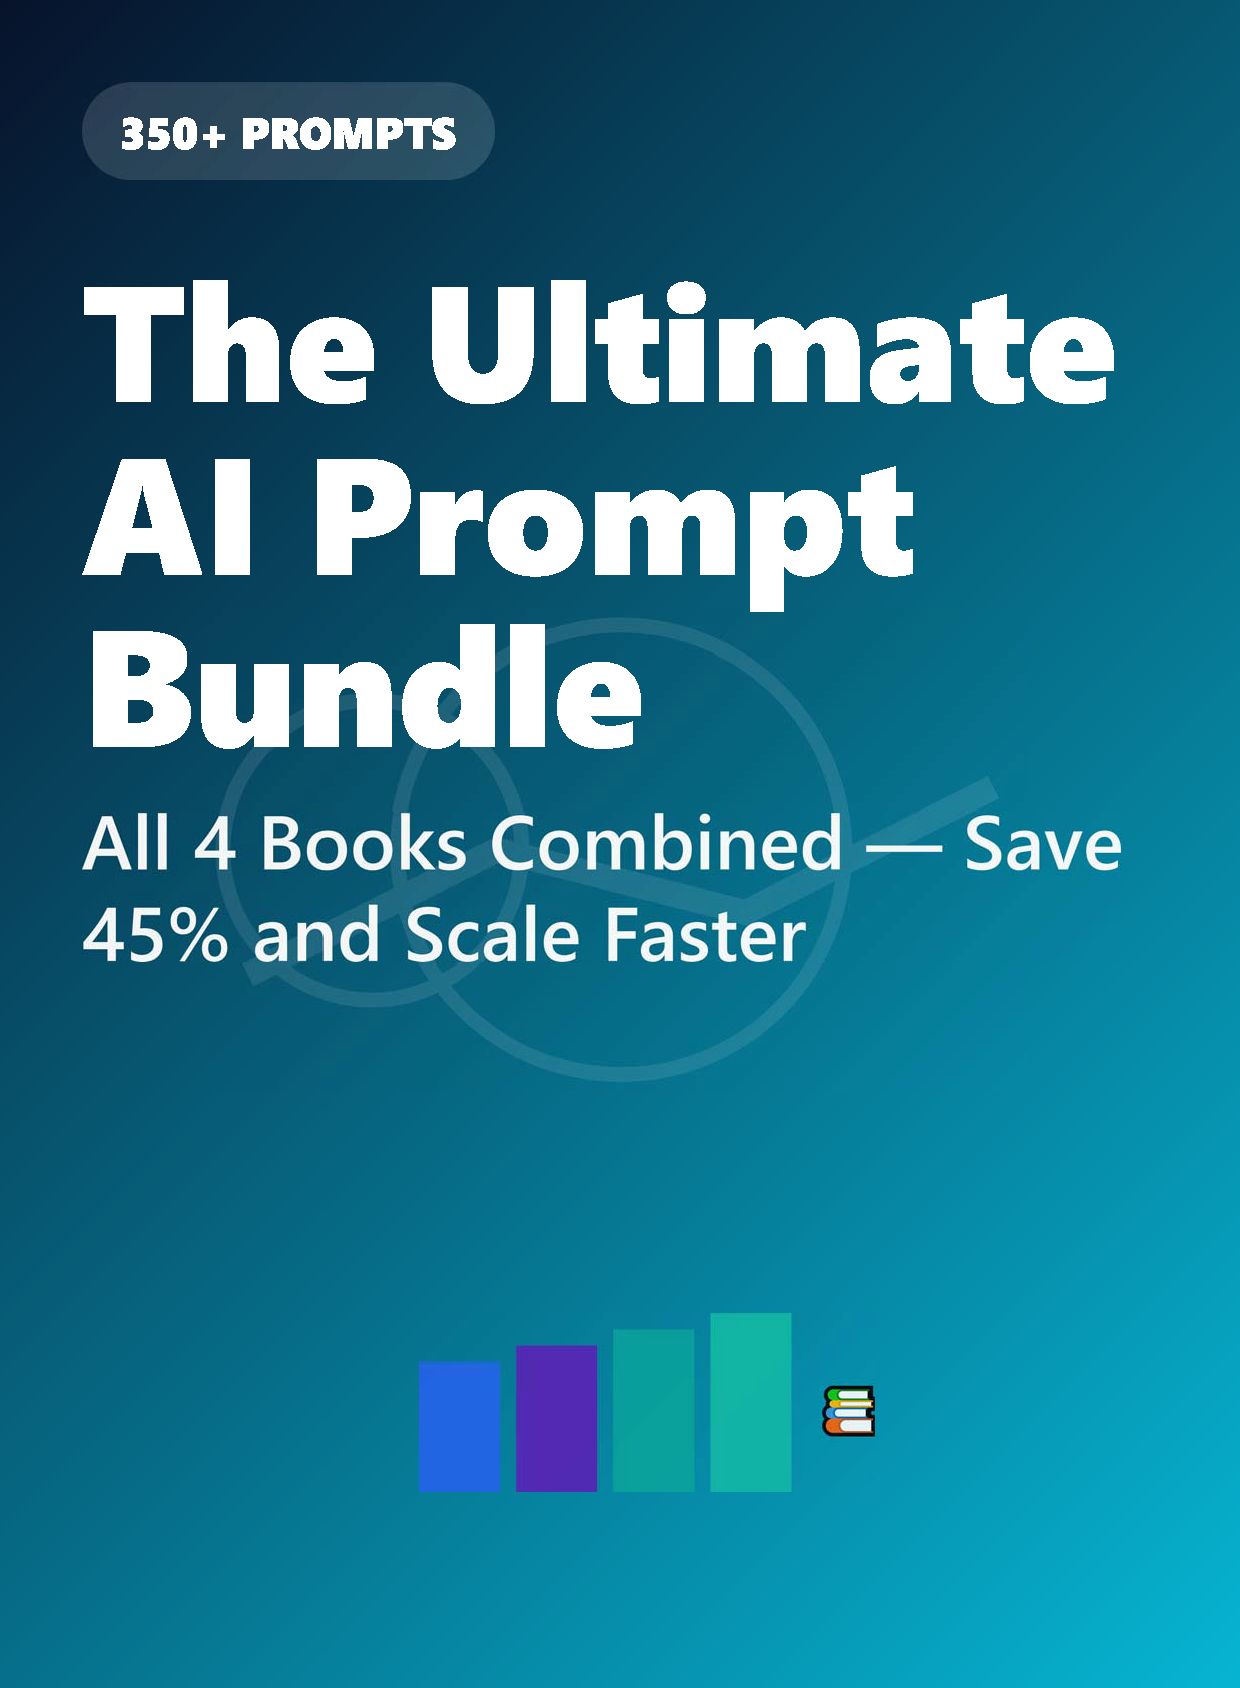 350+ PROMPTS
The Ultimate
AI Prompt
Bundle
All 4 Books Combined — Save
45% and Scale Faster